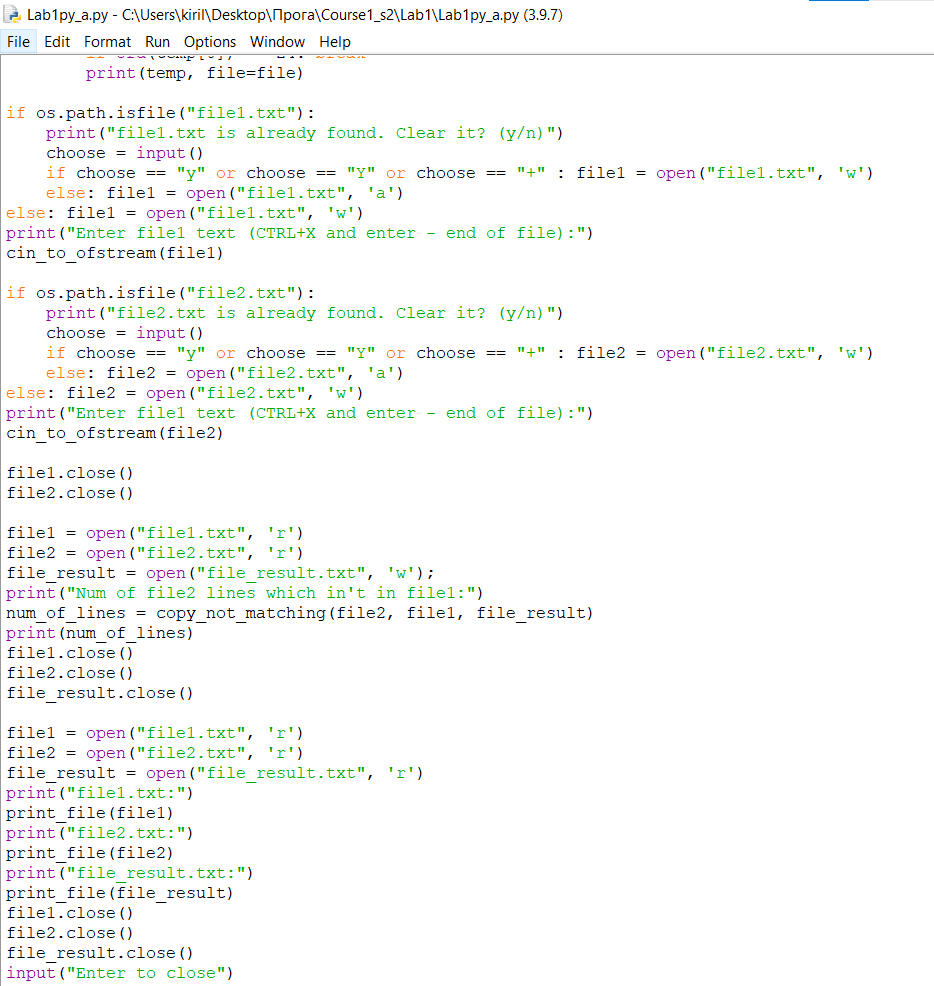 Lab1py_a.py - C:\Users\kiril\Desktop\Прога\Course1_s2\Lab1\Lab1py_a.py (3.9.7)
File Edit Format Run Options Window Help
print(temp, file=file)
if os.path.isfile("file1.txt"):
    print("file1.txt is already found. Clear it? (y/n)")
    choose = input()
    if choose == "y" or choose == "Y" or choose == "+" : file1 = open("file1.txt", 'w')
    else: file1 = open("file1.txt", 'a')
else: file1 = open("file1.txt", 'w')
print("Enter file1 text (CTRL+X and enter - end of file):")
cin_to_ofstream(file1)
if os.path.isfile("file2.txt"):
    print("file2.txt is already found. Clear it? (y/n)")
    choose = input()
    if choose == "y" or choose == "Y" or choose == "+" : file2 = open("file2.txt", 'w')
    else: file2 = open("file2.txt", 'a')
else: file2 = open("file2.txt", 'w')
print("Enter file1 text (CTRL+X and enter - end of file):")
cin_to_ofstream(file2)
file1.close()
file2.close()
file1 = open("file1.txt", 'r')
file2 = open("file2.txt", 'r')
file_result = open("file_result.txt", 'w');
print("Num of file2 lines which in't in file1:")
num_of_lines = copy_not_matching(file2, file1, file_result)
print(num_of_lines)
file1.close()
file2.close()
file_result.close()
file1 = open("file1.txt", 'r')
file2 = open("file2.txt", 'r')
file_result = open("file_result.txt", 'r')
print("file1.txt:")
print_file(file1)
print("file2.txt:")
print_file(file2)
print("file_result.txt:")
print_file(file_result)
file1.close()
file2.close()
file_result.close()
input("Enter to close")